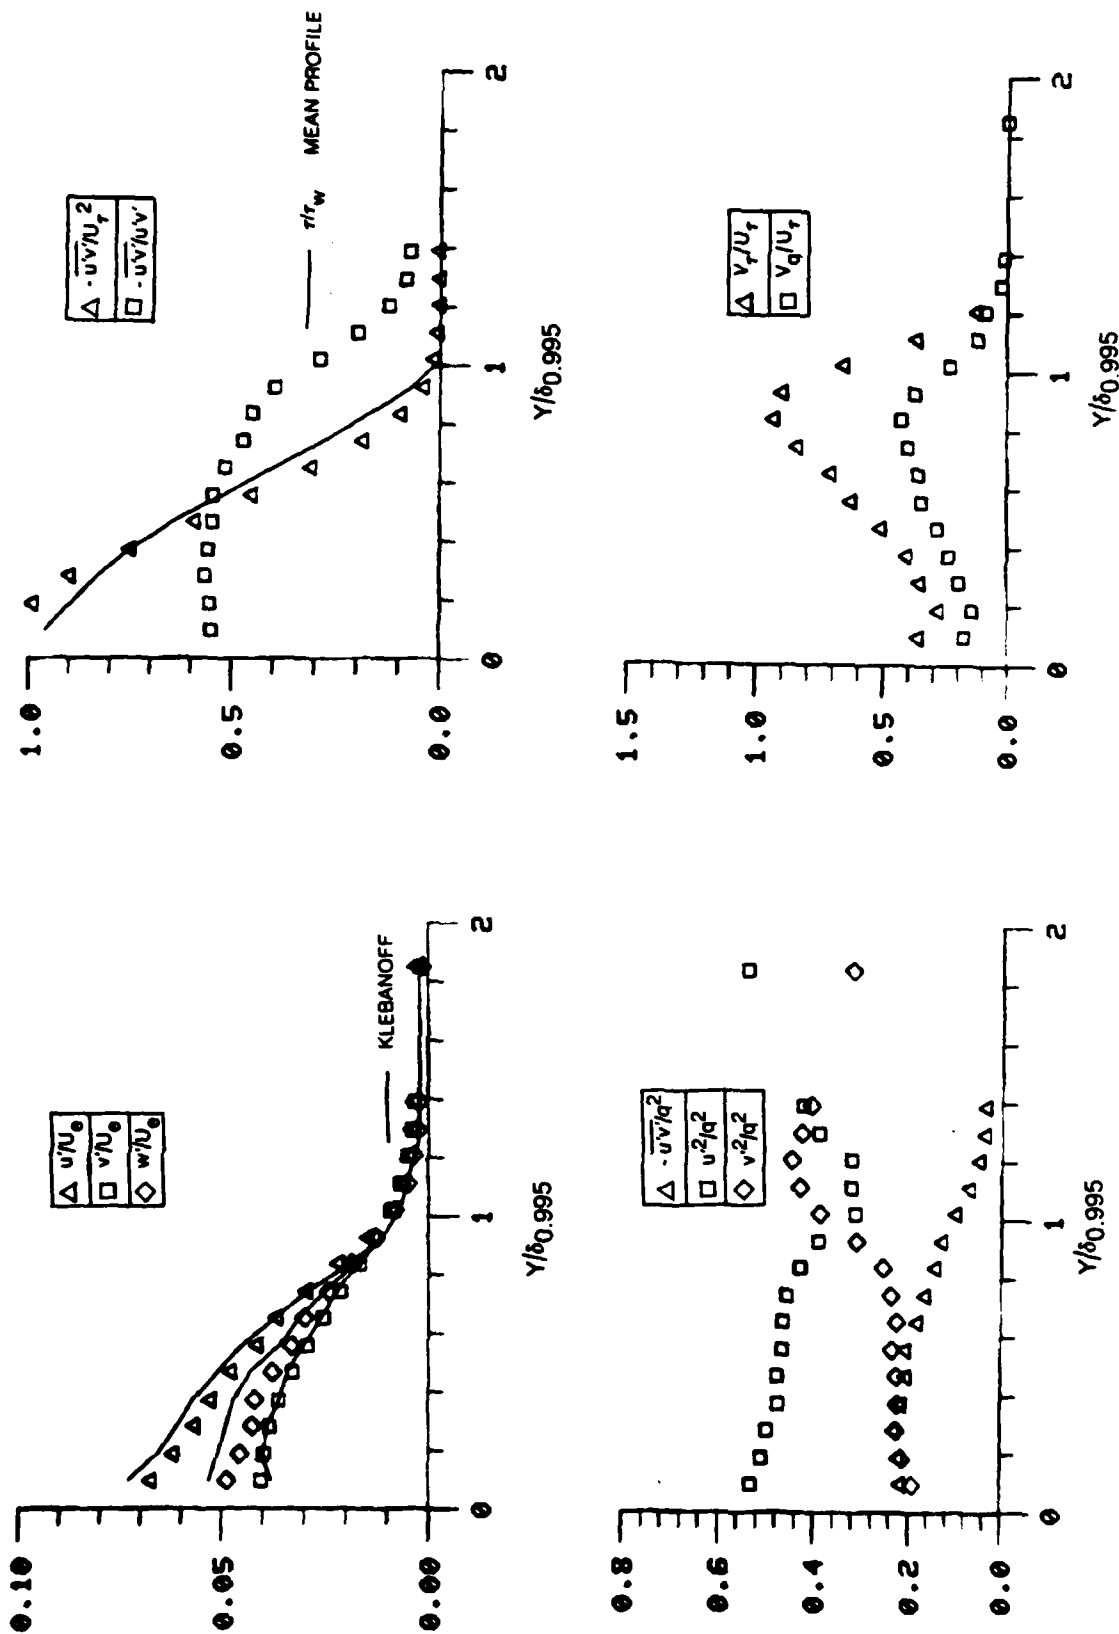 0.10
0.05
0.00
0
1
2
Y/δ0.995
△ u'/Ue
□ v'/Ue
◇ w'/Ue
KLEBANOFF
1.0
0.5
0.0
0
1
2
Y/δ0.995
△ - u'v'/Uτ2
□ - u'v'/u'v'
τ/τw MEAN PROFILE
0.8
0.6
0.4
0.2
0.0
0
1
2
Y/δ0.995
△ - u'v'/q2
□ u'2/q2
◇ v'2/q2
1.5
1.0
0.5
0.0
0
1
2
Y/δ0.995
△ Vτ/Uτ
□ Vq/Uτ